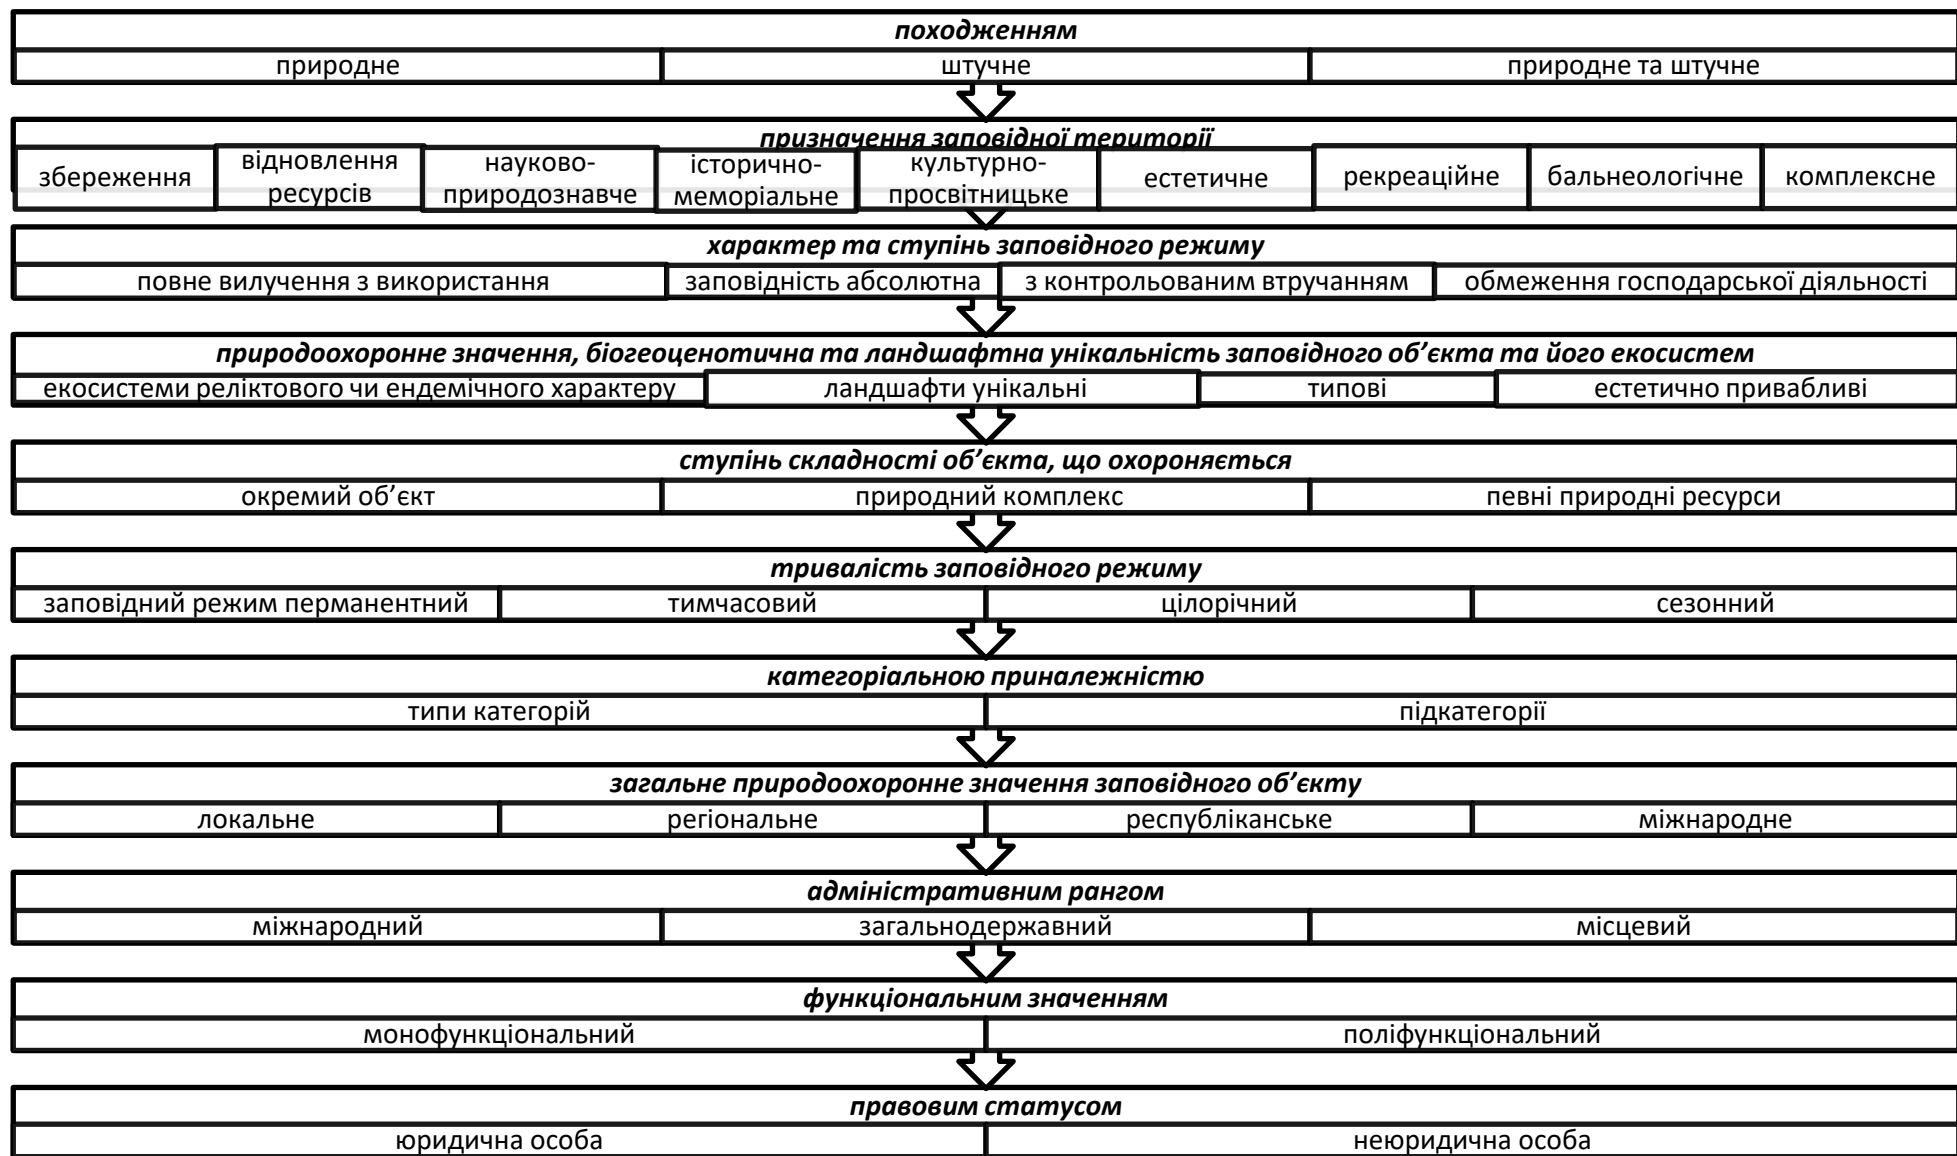 походженням
природне штучне природне та штучне
призначення заповідної території
збереження відновлення ресурсів науково-природознавче історично-меморіальне культурно-просвітницьке естетичне рекреаційне бальнеологічне комплексне
характер та ступінь заповідного режиму
повне вилучення з використання заповідність абсолютна з контрольованим втручанням обмеження господарської діяльності
природоохоронне значення, біогеоценотична та ландшафтна унікальність заповідного об’єкта та його екосистем
екосистеми реліктового чи ендемічного характеру ландшафти унікальні типові естетично привабливі
ступінь складності об’єкта, що охороняється
окремий об’єкт природний комплекс певні природні ресурси
тривалість заповідного режиму
заповідний режим перманентний тимчасовий цілорічний сезонний
категоріальною приналежністю
типи категорій підкатегорії
загальне природоохоронне значення заповідного об’єкту
локальне регіональне республіканське міжнародне
адміністративним рангом
міжнародний загальнодержавний місцевий
функціональним значенням
монофункціональний поліфункціональний
правовим статусом
юридична особа неюридична особа